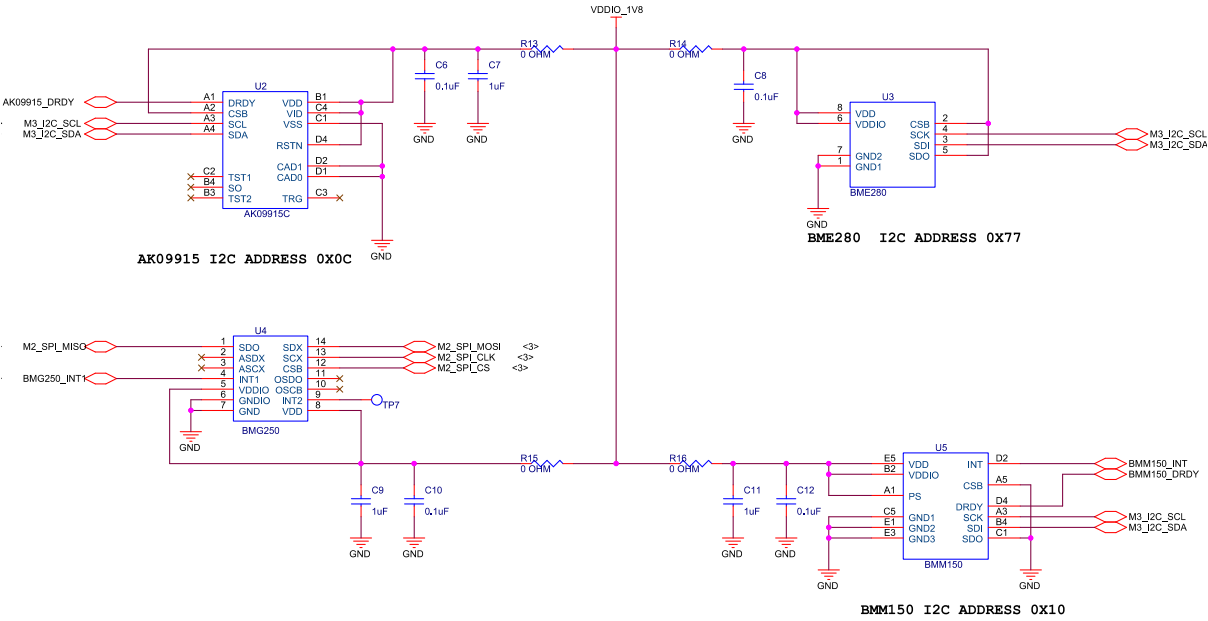 VDDIO_1V8
R13
0 OHM
R14
0 OHM
C6
0.1uF
C7
1uF
C8
0.1uF
GND
GND
GND
U2
AK09915_DRDY
M3_I2C_SCL
M3_I2C_SDA
A1 DRDY VDD B1
A2 CSB VID C4
A3 SCL VSS C1
A4 SDA
RSTN D4
CAD1 D2
C2 TST1 CAD0 D1
B4 SO
B3 TST2 TRG C3
AK09915C
GND
AK09915 I2C ADDRESS 0X0C
U3
8 VDD
6 VDDIO CSB 2
SCK 4
SDI 3
7 GND2 SDO 5
1 GND1
BME280
M3_I2C_SCL
M3_I2C_SDA
GND
BME280 I2C ADDRESS 0X77
U4
M2_SPI_MISO
BMG250_INT1
1 SDO SDX 14
2 ASDX SCX 13
3 ASCX CSB 12
4 INT1 OSDO 11
5 VDDIO OSCB 10
6 GNDIO INT2 9
7 GND VDD 8
BMG250
M2_SPI_MOSI <3>
M2_SPI_CLK <3>
M2_SPI_CS <3>
TP7
GND
R15
0 OHM
R16
0 OHM
C9
1uF
C10
0.1uF
C11
1uF
C12
0.1uF
GND
GND
GND
GND
U5
E5 VDD INT D2
B2 VDDIO
CSB A5
A1 PS
DRDY D4
C5 GND1 SCK A3
E1 GND2 SDI B4
E3 GND3 SDO C1
BMM150
BMM150_INT
BMM150_DRDY
M3_I2C_SCL
M3_I2C_SDA
GND
GND
BMM150 I2C ADDRESS 0X10